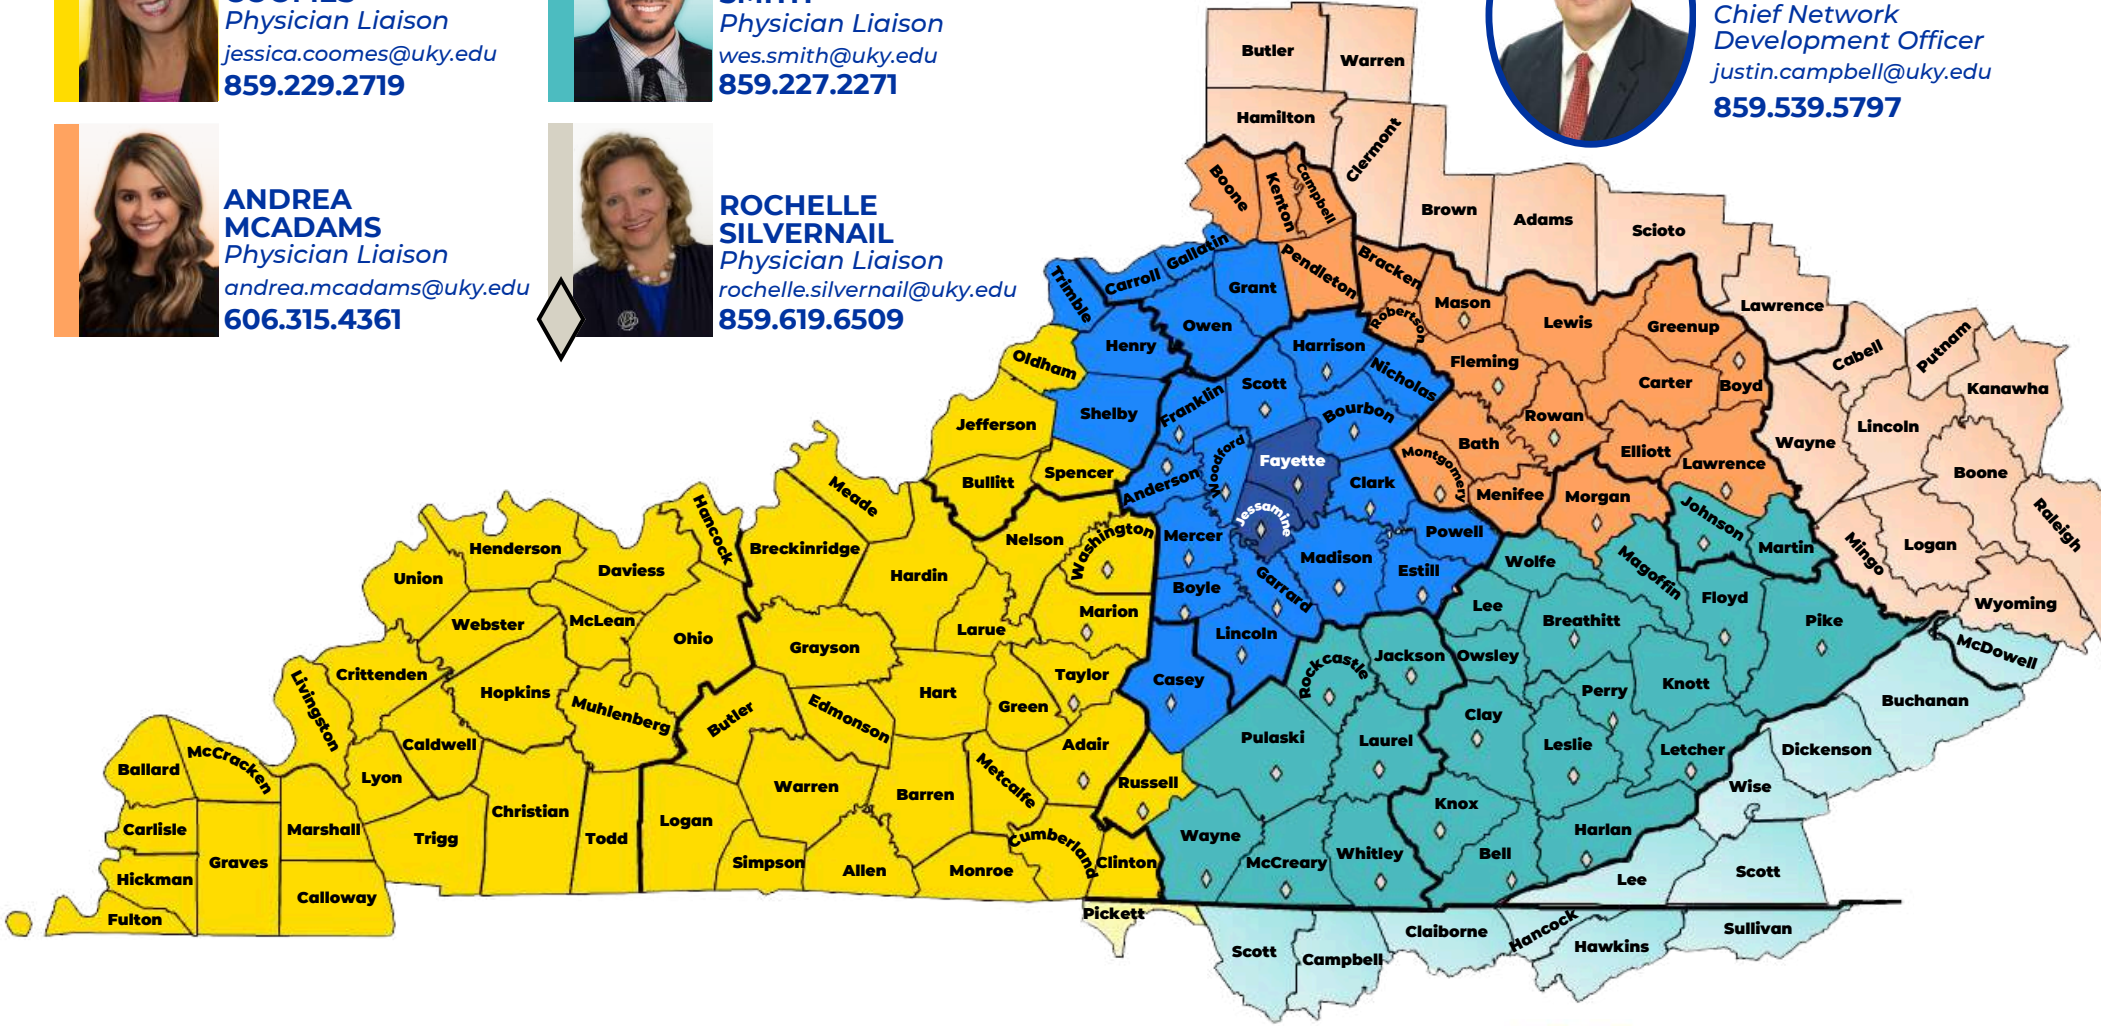 COOMES
Physician Liaison
jessica.coomes@uky.edu
859.229.2719
SMITH
Physician Liaison
wes.smith@uky.edu
859.227.2271
Chief Network
Development Officer
justin.campbell@uky.edu
859.539.5797
ANDREA
MCADAMS
Physician Liaison
andrea.mcadams@uky.edu
606.315.4361
ROCHELLE
SILVERNAIL
Physician Liaison
rochelle.silvernail@uky.edu
859.619.6509
Butler
Warren
Hamilton
Clermont
Brown
Adams
Scioto
Lawrence
Boone
Kenton
Campbell
Pendleton
Bracken
Mason
Robertson
Lewis
Greenup
Fleming
Carter
Boyd
Rowan
Bath
Montgomery
Menifee
Elliott
Lawrence
Morgan
Cabell
Putnam
Kanawha
Wayne
Lincoln
Boone
Raleigh
Mingo
Logan
Wyoming
Trimble
Carroll
Gallatin
Grant
Owen
Henry
Harrison
Nicholas
Shelby
Franklin
Scott
Bourbon
Woodford
Fayette
Anderson
Clark
Jessamine
Mercer
Madison
Powell
Estill
Boyle
Garrard
Lincoln
Casey
Oldham
Jefferson
Bullitt
Spencer
Meade
Hancock
Breckinridge
Nelson
Washington
Hardin
Marion
Larue
Henderson
Union
Daviess
Webster
McLean
Ohio
Grayson
Crittenden
Livingston
Hopkins
Muhlenberg
Butler
Edmonson
Hart
Green
Taylor
Adair
Ballard
McCracken
Lyon
Caldwell
Christian
Todd
Logan
Warren
Barren
Metcalfe
Russell
Carlisle
Graves
Marshall
Trigg
Simpson
Allen
Monroe
Cumberland
Clinton
Hickman
Fulton
Calloway
Pickett
Johnson
Martin
Wolfe
Magoffin
Floyd
Pike
Lee
Breathitt
Rockcastle
Jackson
Owsley
Perry
Knott
Clay
Pulaski
Laurel
Leslie
Letcher
Knox
Harlan
Wayne
McCreary
Whitley
Bell
McDowell
Buchanan
Dickenson
Wise
Lee
Scott
Scott
Campbell
Claiborne
Hancock
Hawkins
Sullivan